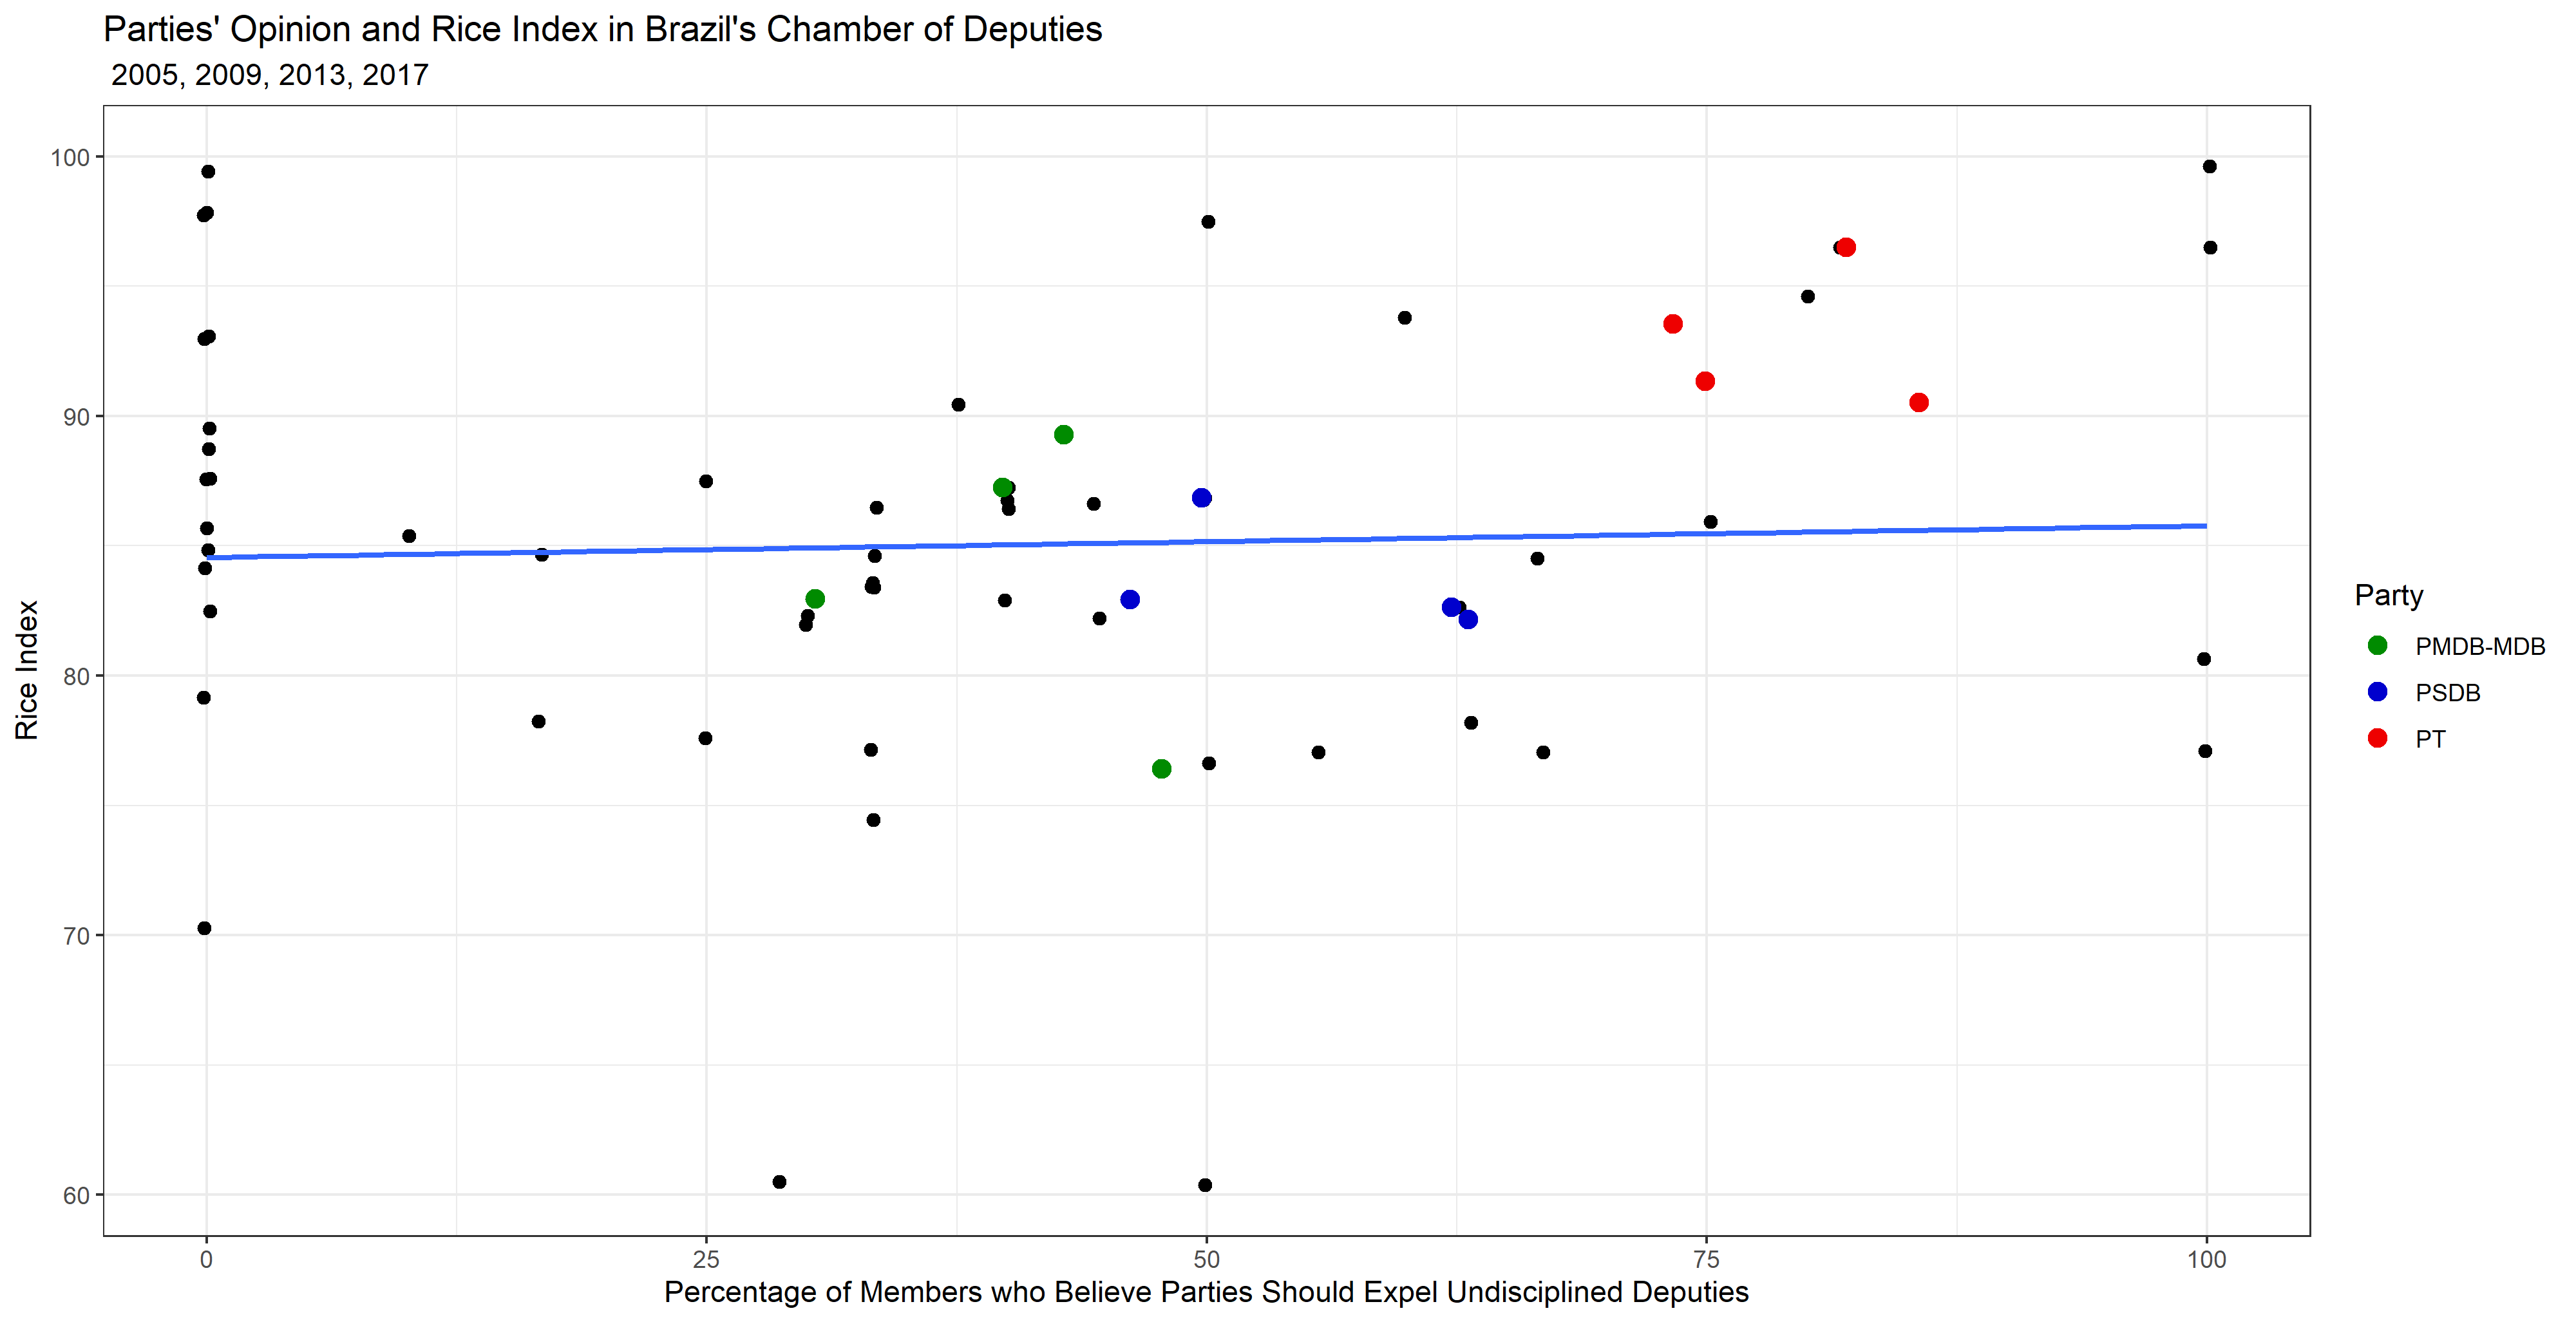 Parties' Opinion and Rice Index in Brazil's Chamber of Deputies
2005, 2009, 2013, 2017
Rice Index
100
90
80
70
60
0
25
50
75
100
Percentage of Members who Believe Parties Should Expel Undisciplined Deputies
Party
PMDB-MDB
PSDB
PT